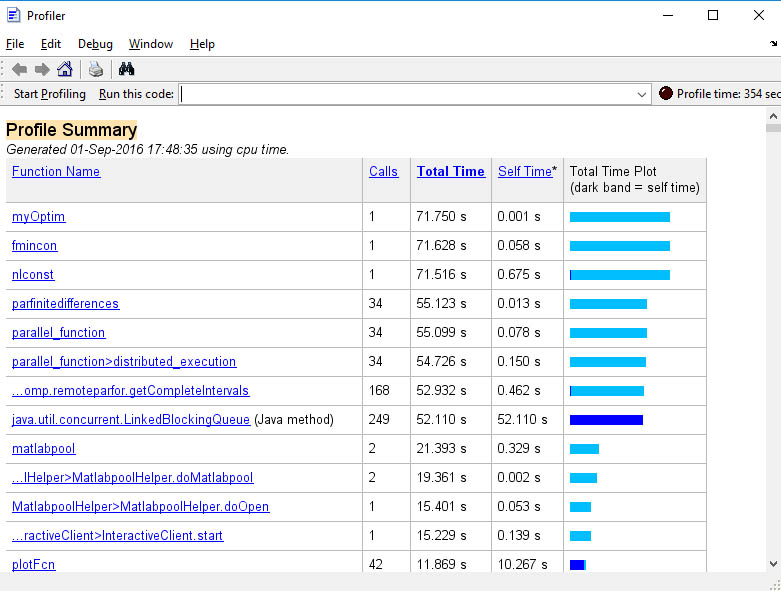 Profiler
File Edit Debug Window Help
Start Profiling Run this code: Profile time: 354 sec
Profile Summary
Generated 01-Sep-2016 17:48:35 using cpu time.
Function Name Calls Total Time Self Time* Total Time Plot
(dark band = self time)
myOptim 1 71.750 s 0.001 s
fmincon 1 71.628 s 0.058 s
nlconst 1 71.516 s 0.675 s
parfinitedifferences 34 55.123 s 0.013 s
parallel_function 34 55.099 s 0.078 s
parallel_function>distributed_execution 34 54.726 s 0.150 s
...omp.remoteparfor.getCompleteIntervals 168 52.932 s 0.462 s
java.util.concurrent.LinkedBlockingQueue (Java method) 249 52.110 s 52.110 s
matlabpool 2 21.393 s 0.329 s
...lHelper>MatlabpoolHelper.doMatlabpool 2 19.361 s 0.002 s
MatlabpoolHelper>MatlabpoolHelper.doOpen 1 15.401 s 0.053 s
...ractiveClient>InteractiveClient.start 1 15.229 s 0.139 s
plotFcn 42 11.869 s 10.267 s